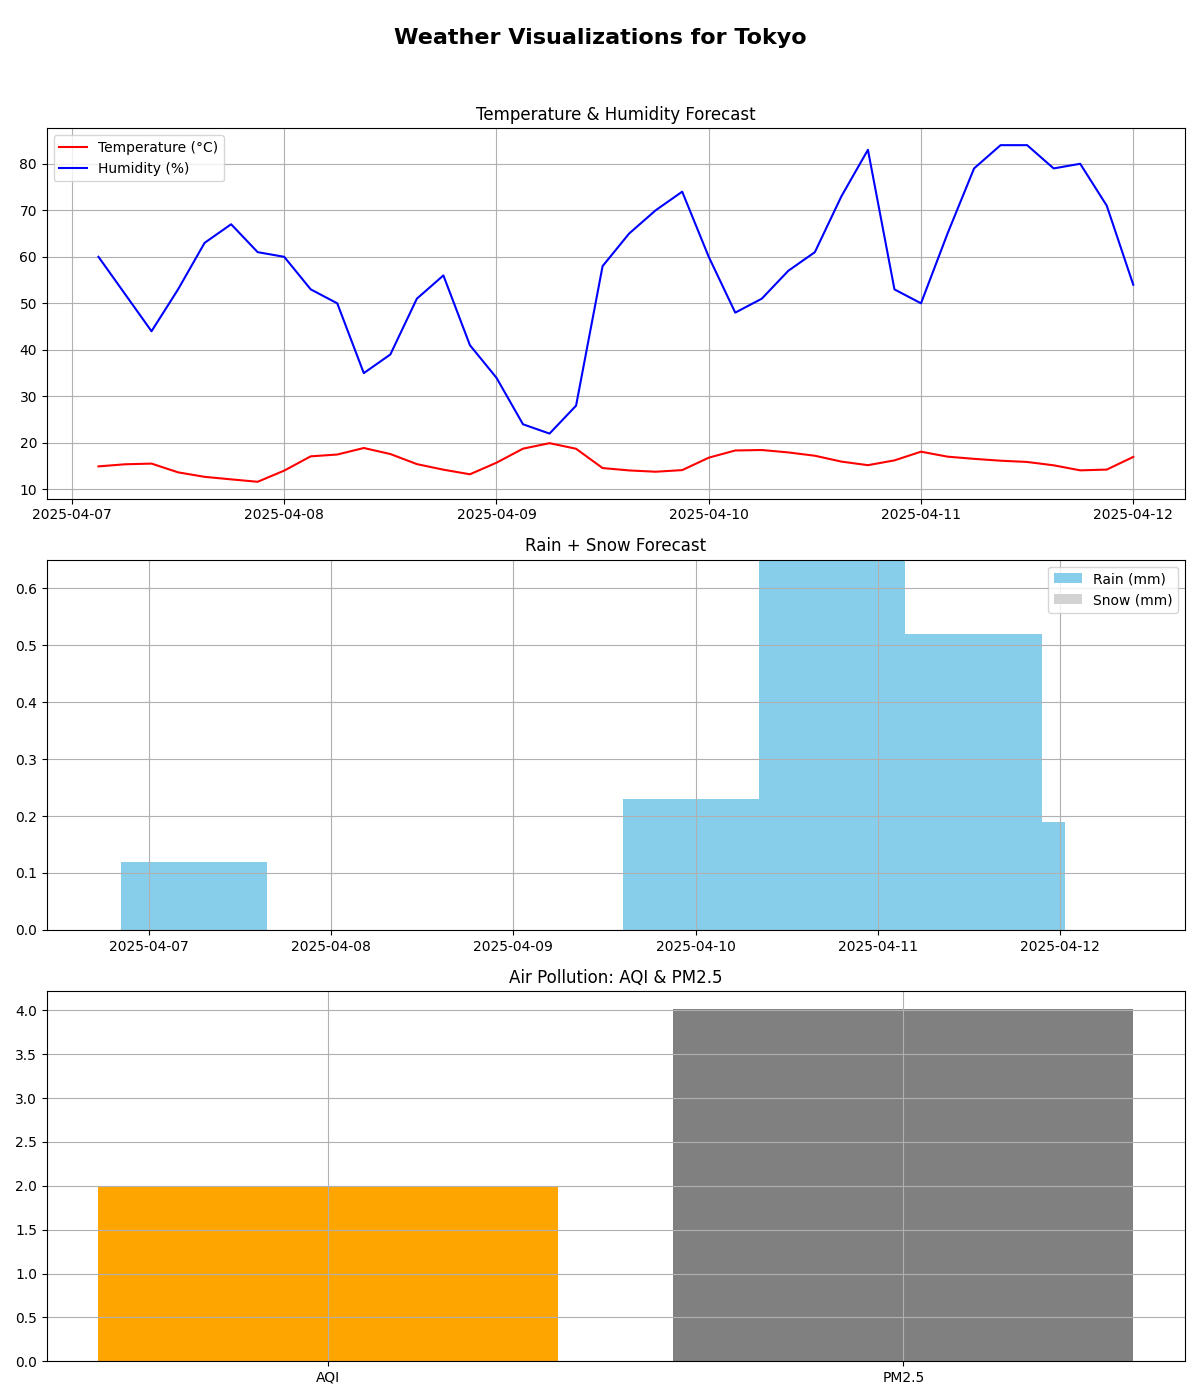 Weather Visualizations for Tokyo
Temperature & Humidity Forecast
Temperature (°C)
Humidity (%)
80
70
60
50
40
30
20
10
2025-04-07 2025-04-08 2025-04-09 2025-04-10 2025-04-11 2025-04-12
Rain + Snow Forecast
Rain (mm)
Snow (mm)
0.6
0.5
0.4
0.3
0.2
0.1
0.0
2025-04-07 2025-04-08 2025-04-09 2025-04-10 2025-04-11 2025-04-12
Air Pollution: AQI & PM2.5
4.0
3.5
3.0
2.5
2.0
1.5
1.0
0.5
0.0
AQI PM2.5